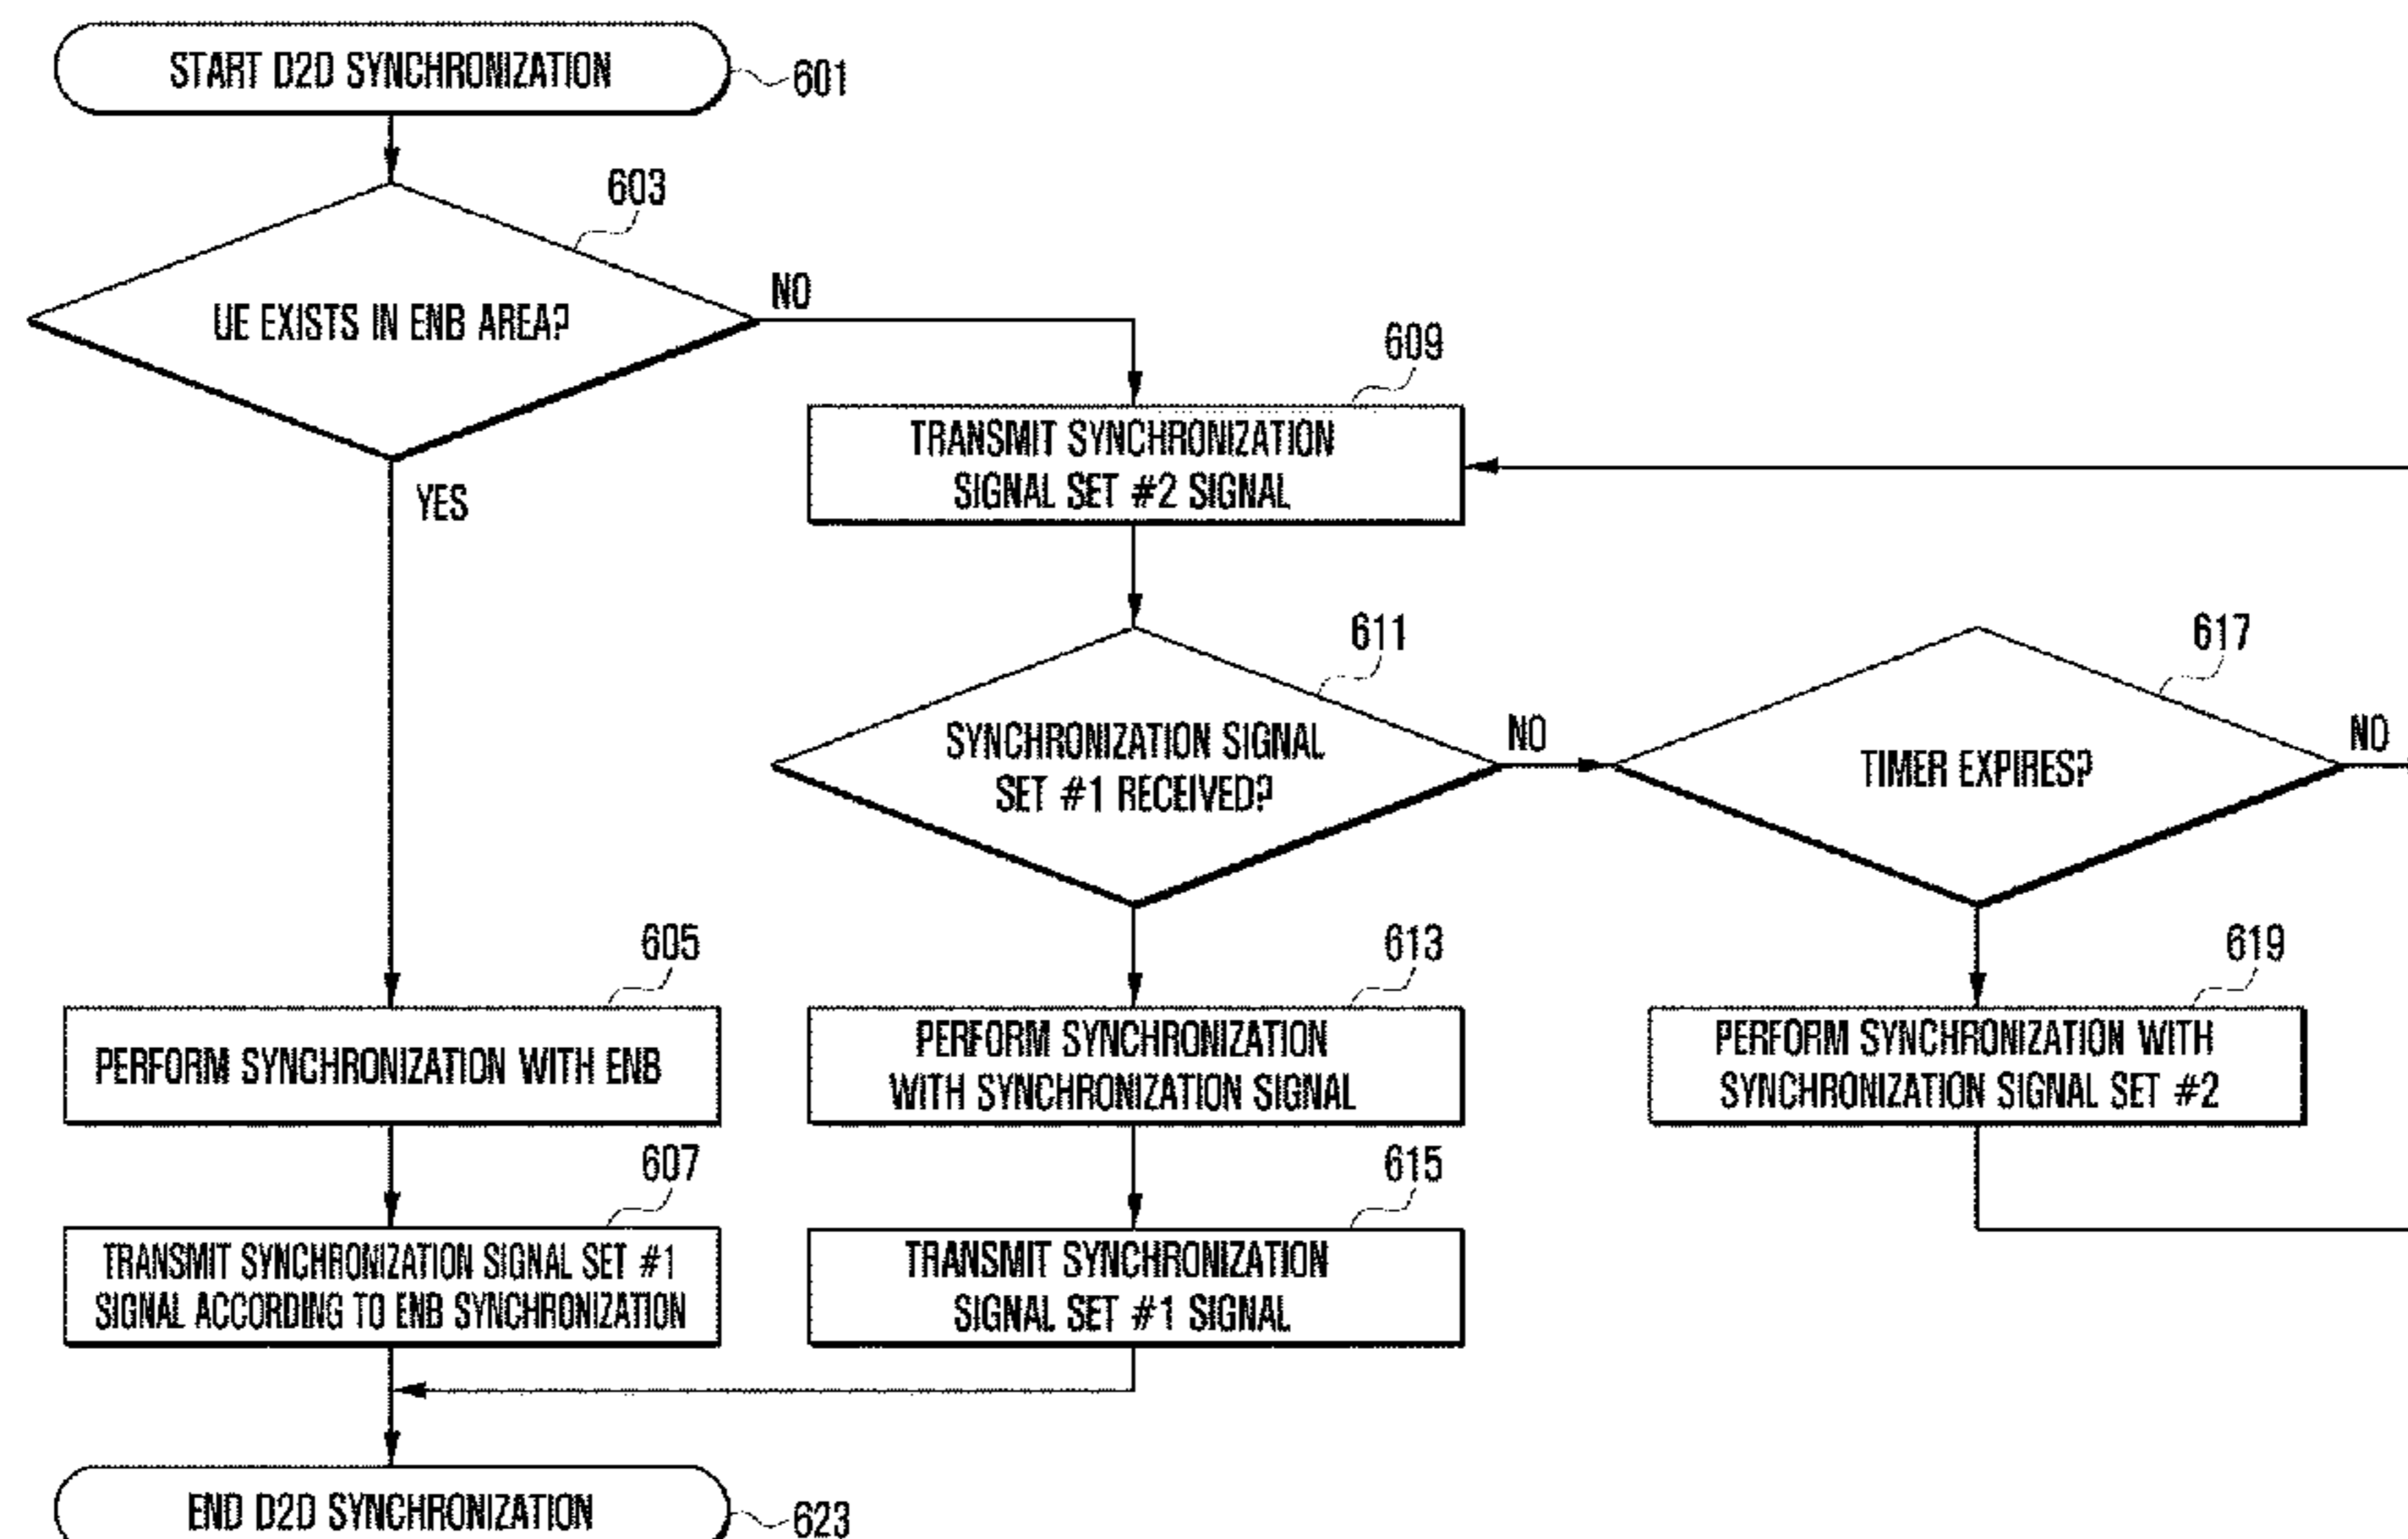 START D2D SYNCHRONIZATION
601
603
UE EXISTS IN ENB AREA?
NO
YES
609
TRANSMIT SYNCHRONIZATION
SIGNAL SET #2 SIGNAL
611
SYNCHRONIZATION SIGNAL
SET #1 RECEIVED?
NO
617
TIMER EXPIRES?
NO
605
PERFORM SYNCHRONIZATION WITH ENB
613
PERFORM SYNCHRONIZATION
WITH SYNCHRONIZATION SIGNAL
619
PERFORM SYNCHRONIZATION WITH
SYNCHRONIZATION SIGNAL SET #2
607
TRANSMIT SYNCHRONIZATION SIGNAL SET #1
SIGNAL ACCORDING TO ENB SYNCHRONIZATION
615
TRANSMIT SYNCHRONIZATION
SIGNAL SET #1 SIGNAL
END D2D SYNCHRONIZATION
623